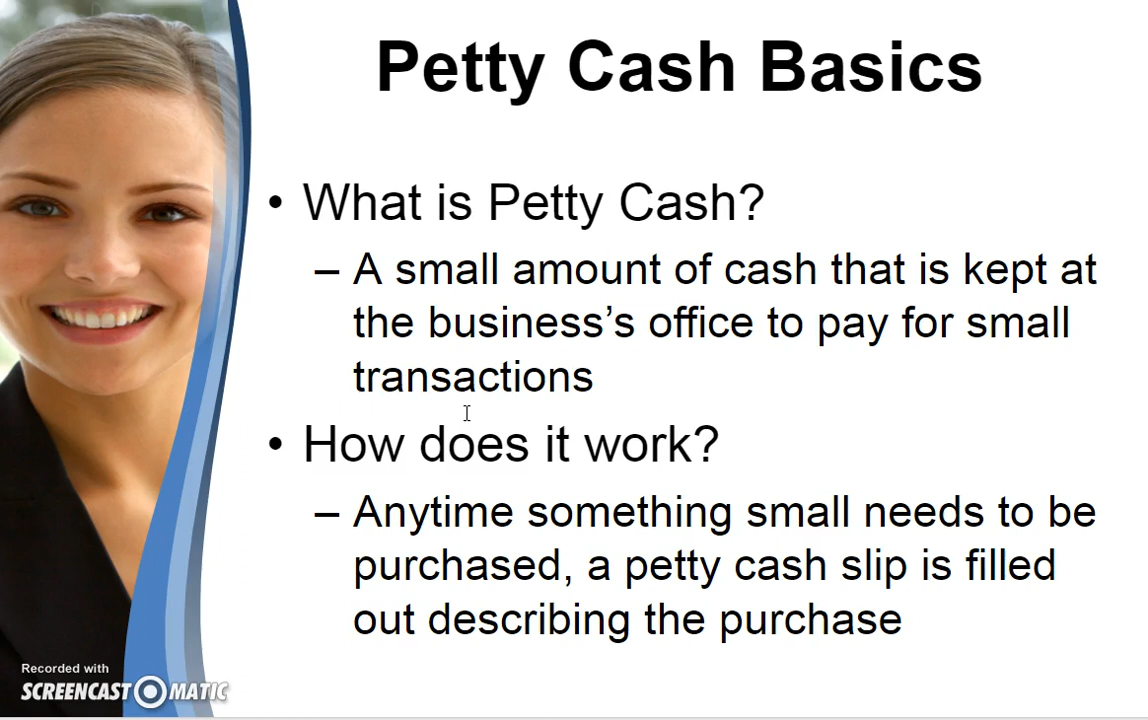 Petty Cash Basics
• What is Petty Cash?
– A small amount of cash that is kept at
the business’s office to pay for small
transactions
• How does it work?
– Anytime something small needs to be
purchased, a petty cash slip is filled
out describing the purchase
Recorded with
SCREENCAST MATIC